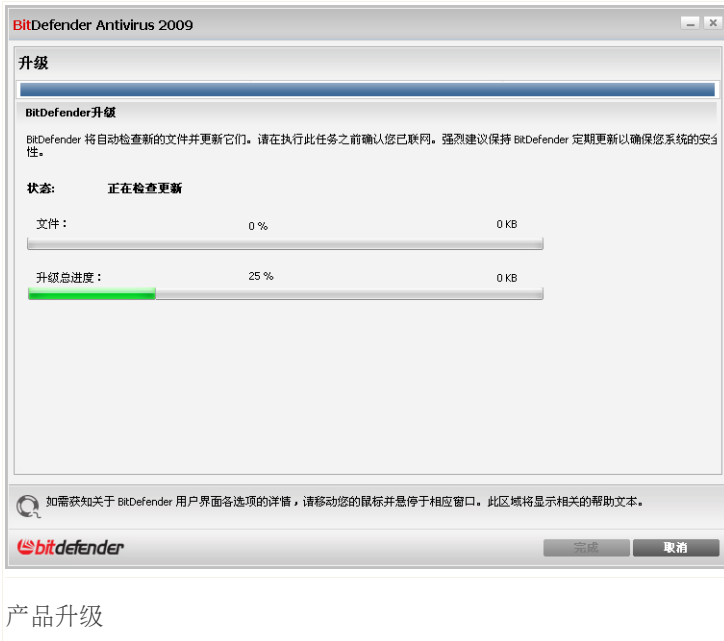 BitDefender Antivirus 2009
升级
BitDefender升级
BitDefender 将自动检查新的文件并更新它们。请在执行此任务之前确认您已联网。强烈建议保持 BitDefender 定期更新以确保您系统的安全
性。
状态: 正在检查更新
文件： 0 % 0 KB
升级总进度： 25 % 0 KB
如需获知关于 BitDefender 用户界面各选项的详情，请移动您的鼠标并悬停于相应窗口。此区域将显示相关的帮助文本。
bitdefender 完成 取消
产品升级